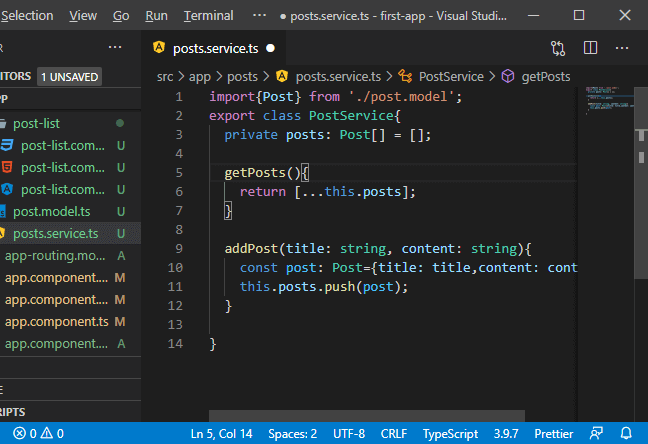 Selection View Go Run Terminal ··· posts.service.ts - first-app - Visual Studi...
R ···
posts.service.ts
ITORS 1 UNSAVED
src > app > posts > posts.service.ts > PostService > getPosts
PP
post-list
post-list.com... U
post-list.com... U
post-list.com... U
post.model.ts U
posts.service.ts U
app-routing.mo... A
app.component.... M
app.component.... M
app.component.ts M
app.component.... A
E
RIPTS
1 import{Post} from './post.model';
2 export class PostService{
3 private posts: Post[] = [];
4
5 getPosts(){
6 return [...this.posts];
7 }
8
9 addPost(title: string, content: string){
10 const post: Post={title: title,content: cont
11 this.posts.push(post);
12 }
13
14 }
0 0 Ln 5, Col 14 Spaces: 2 UTF-8 CRLF TypeScript 3.9.7 Prettier